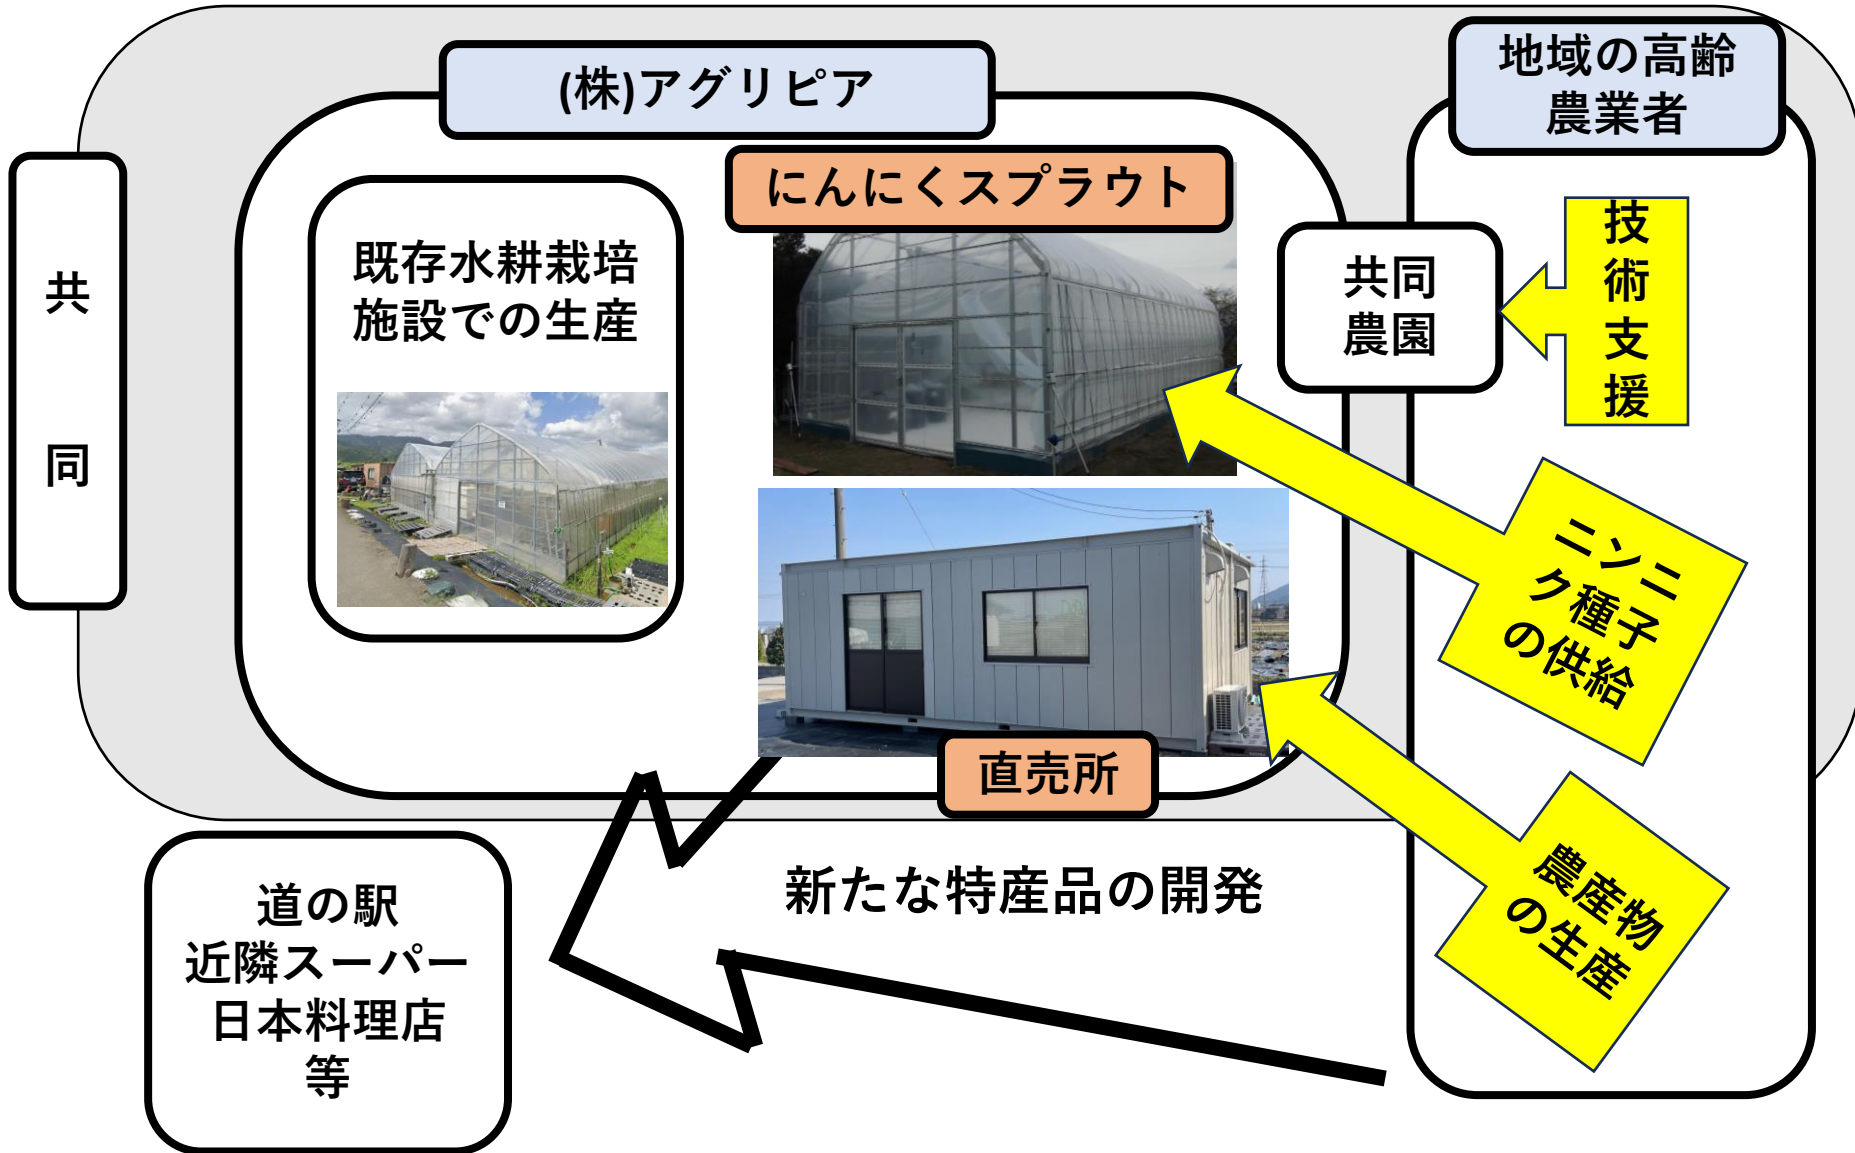 (株)アグリピア
地域の高齢
農業者
共
同
にんにくスプラウト
既存水耕栽培
施設での生産
共同
農園
技
術
支
援
ニンニ
ク種子
の供給
直売所
農産物
の生産
新たな特産品の開発
道の駅
近隣スーパー
日本料理店
等